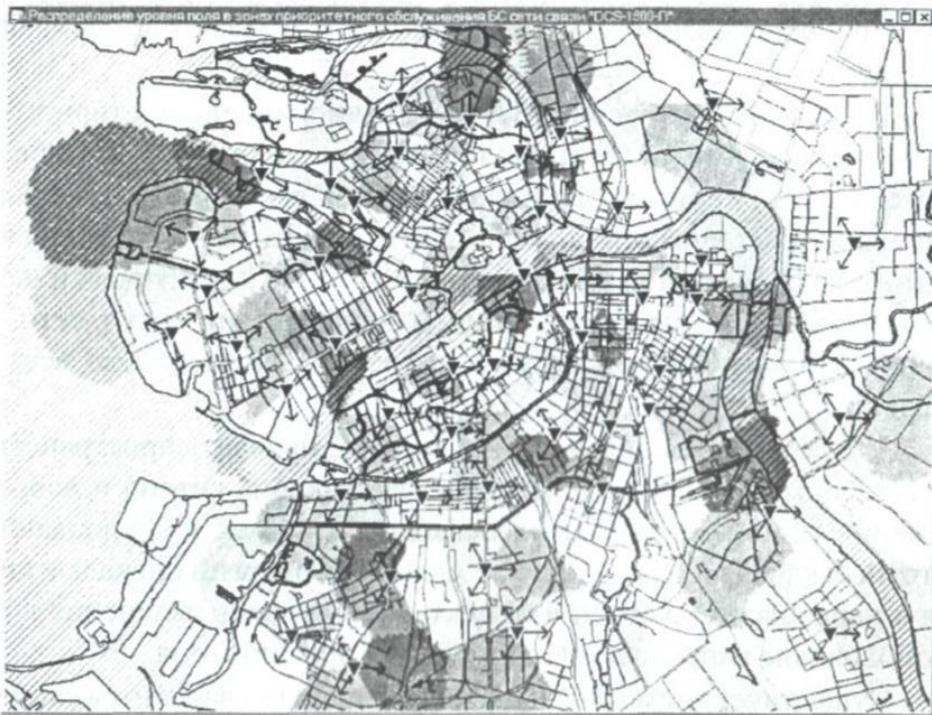 Распределение уровня поля в зонах приоритетного обслуживания БС сети связи "DCS-1800-П"